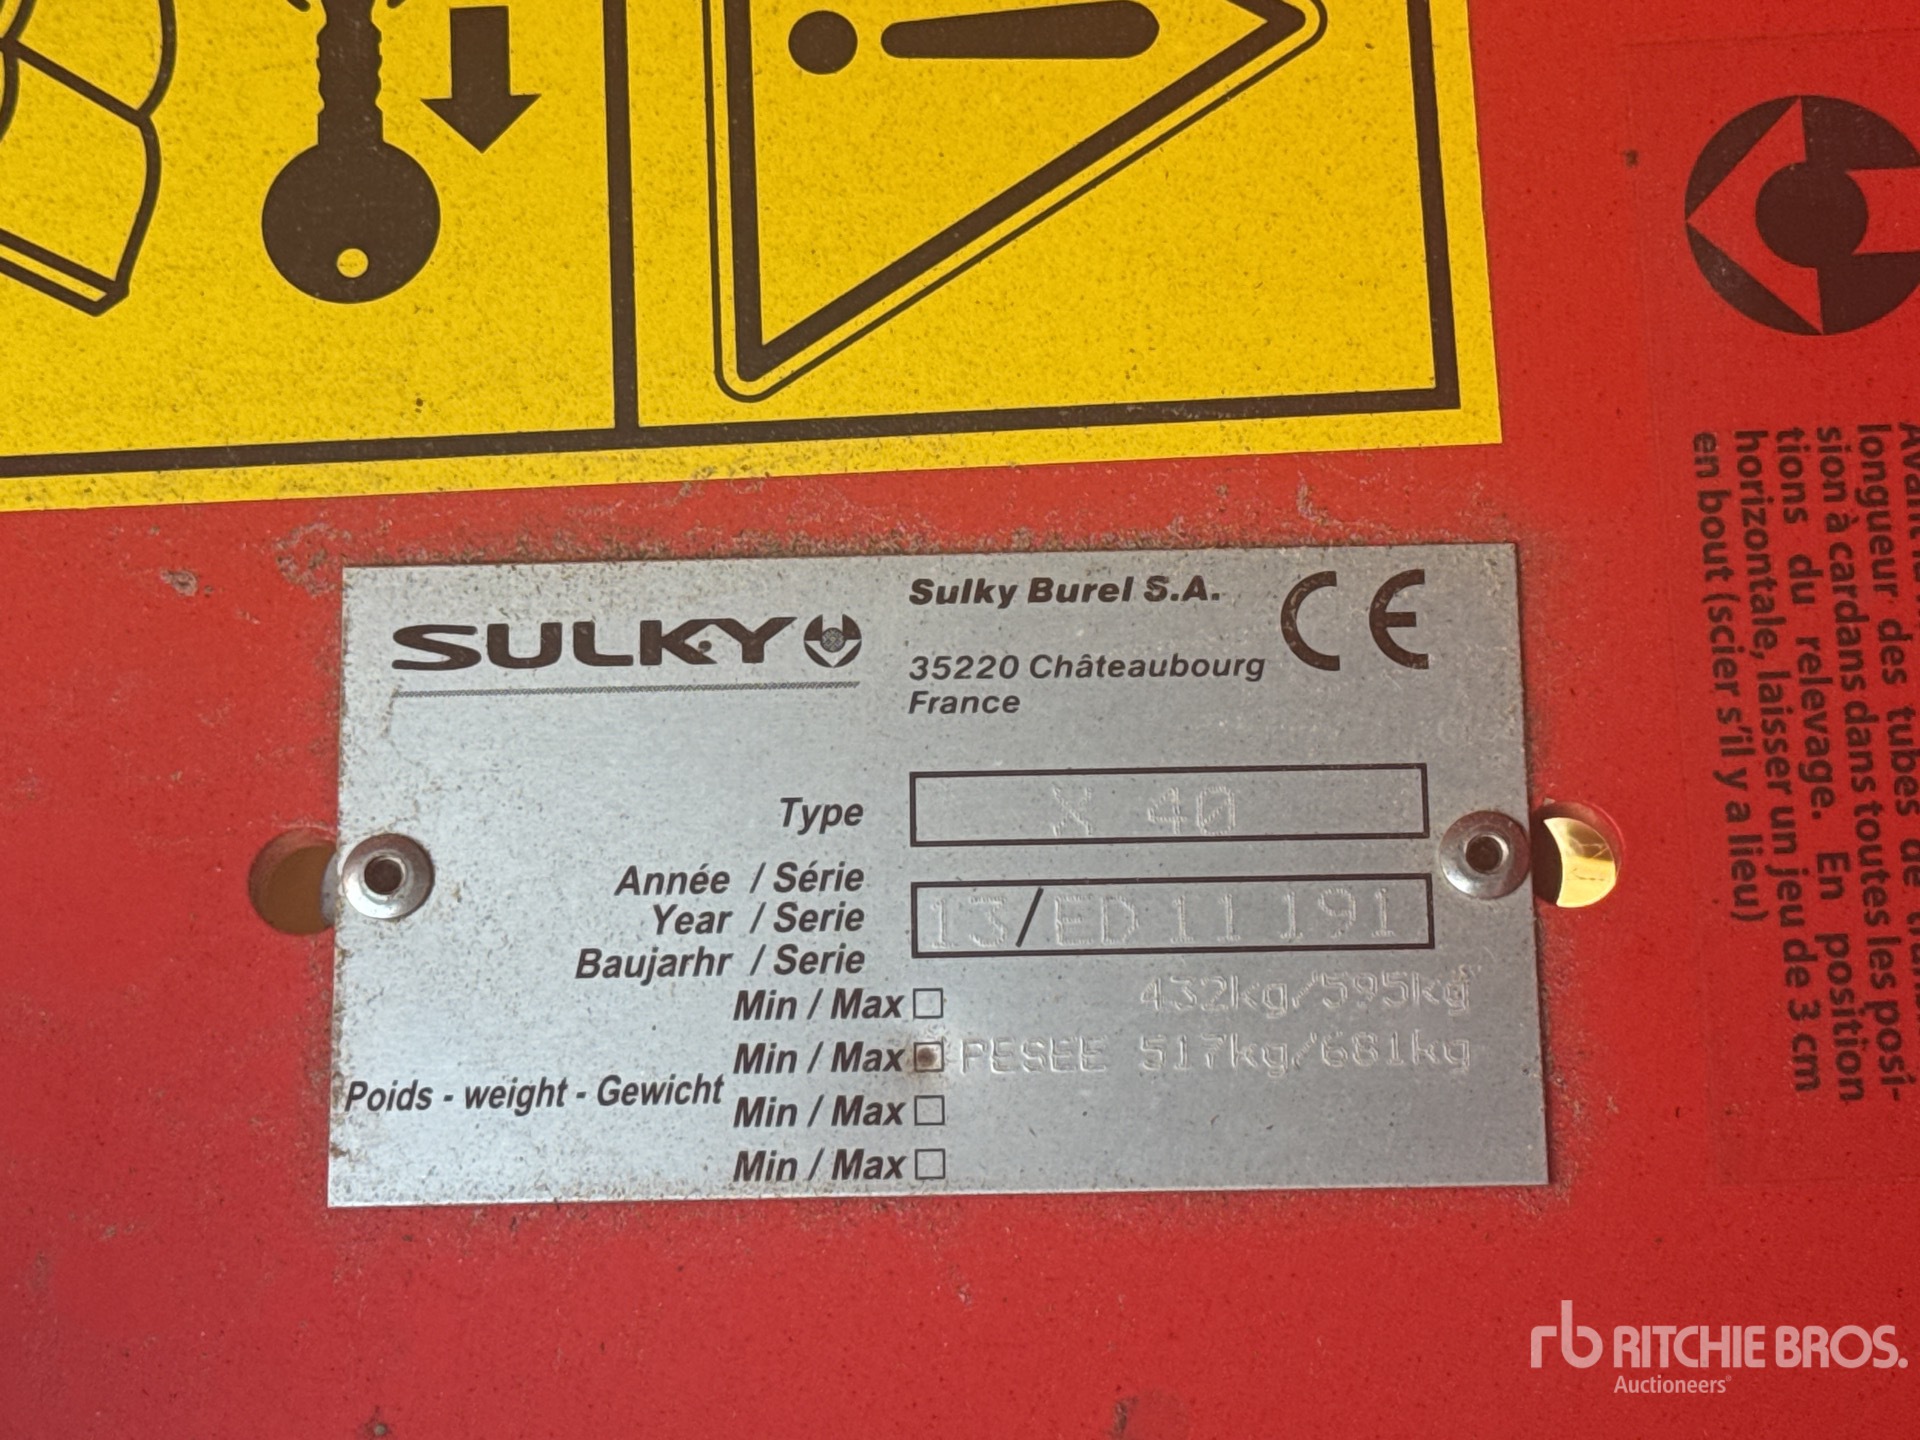 SULKY
Sulky Burel S.A.
35220 Châteaubourg
France
CE
Type
X 40
Année / Série
Year / Serie
Baujarhr / Serie
13/ED 11 191
Min / Max 432kg/595kg
Min / Max PESEE 517kg/681kg
Poids - weight - Gewicht
Min / Max
Min / Max
longueur des tubes de
sion à cardans dans toutes les posi-
tions du relevage. En position
horizontale, laisser un jeu de 3 cm
en bout (scier s'il y a lieu)
rb RITCHIE BROS.
Auctioneers